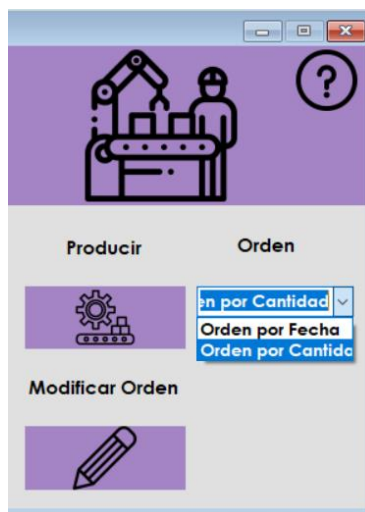 ?
Producir
Orden
en por Cantidad
Orden por Fecha
Orden por Cantida
Modificar Orden